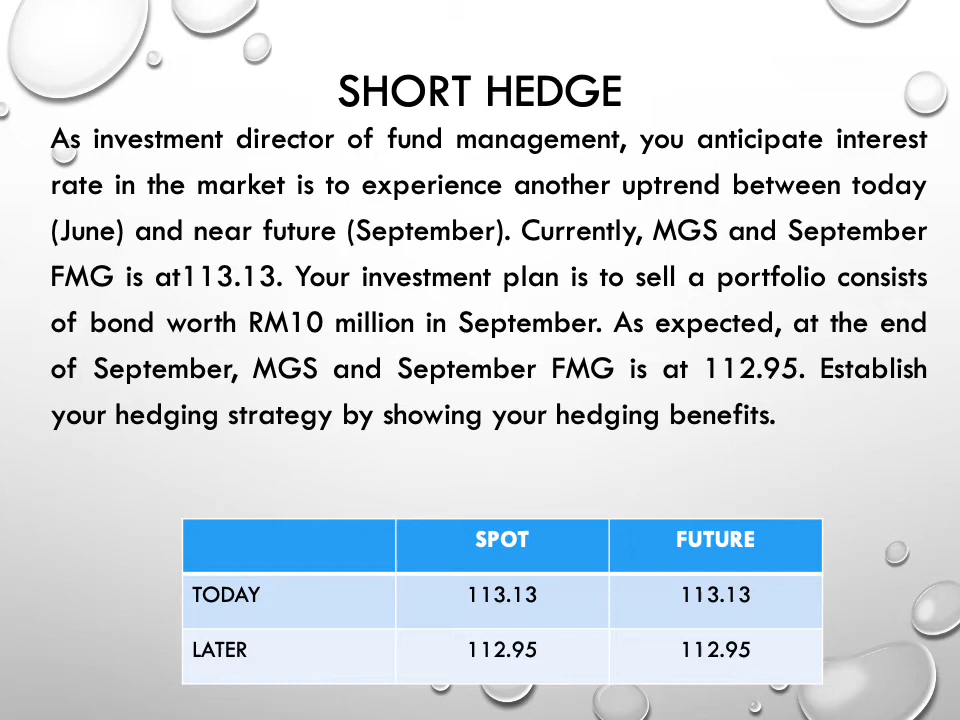 SHORT HEDGE
As investment director of fund management, you anticipate interest
rate in the market is to experience another uptrend between today
(June) and near future (September). Currently, MGS and September
FMG is at113.13. Your investment plan is to sell a portfolio consists
of bond worth RM10 million in September. As expected, at the end
of September, MGS and September FMG is at 112.95. Establish
your hedging strategy by showing your hedging benefits.
SPOT FUTURE
TODAY 113.13 113.13
LATER 112.95 112.95